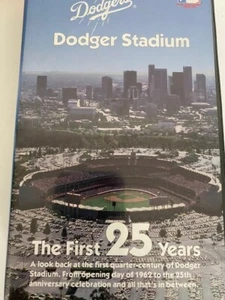 Dodgers
Dodger Stadium
The First 25 Years
A look back at the first quarter-century of Dodger
Stadium. From opening day of 1962 to the 25th
anniversary celebration and all that's in between.